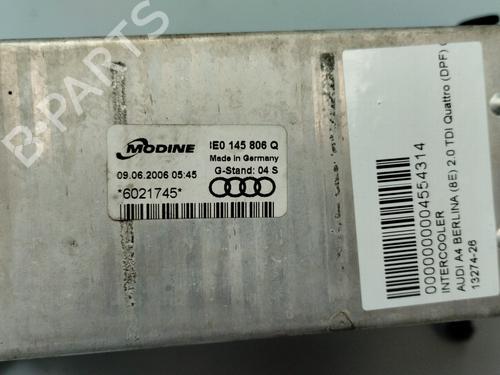 B-PARTS
MODINE
8E0 145 806 Q
Made in Germany
09.06.2006 05:45
G-Stand: 04 S
*6021745*
0000000004554314
INTERCOOLER
AUDI A4 BERLINA (8E) 2.0 TDI Quattro (DPF) (
13274-26